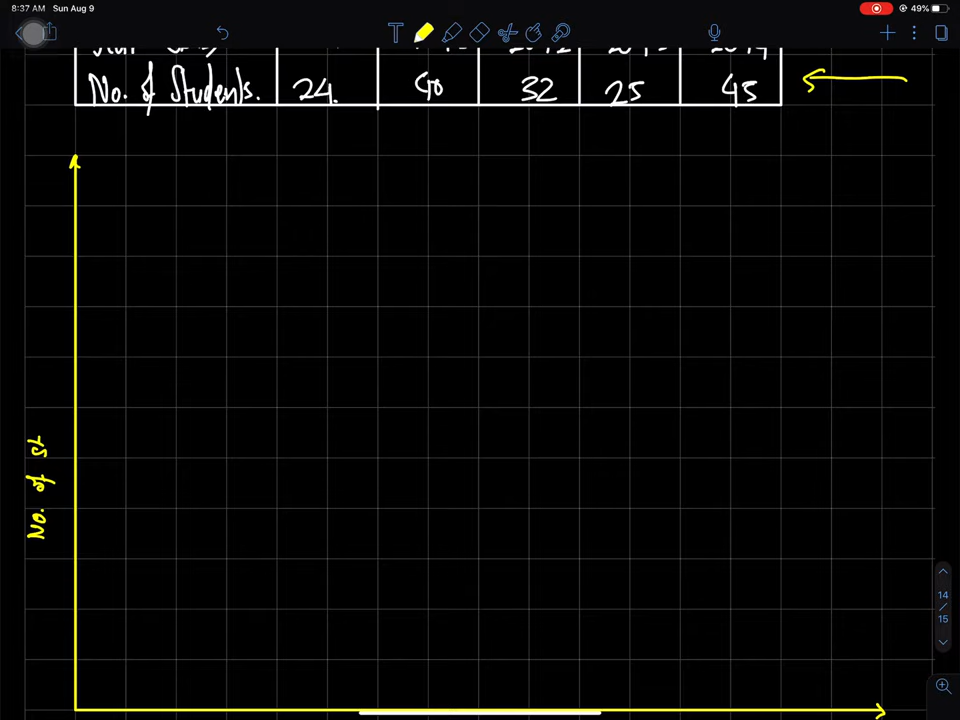 8:37 AM Sun Aug 9
49%
No. of Students. 24. 40 32 25 45
No. of St
14
/
15